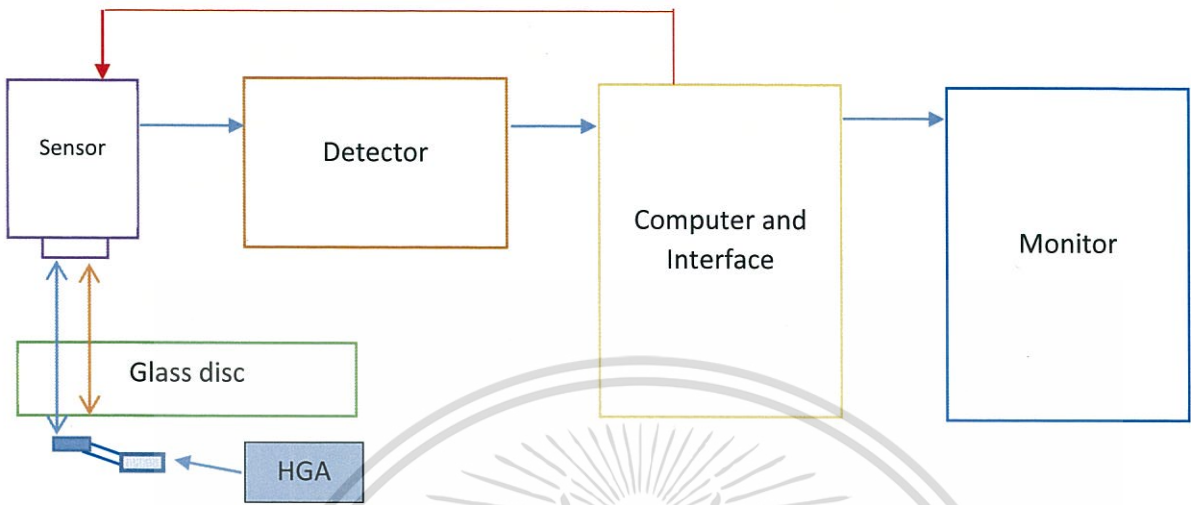 Sensor
Detector
Computer and
Interface
Monitor
Glass disc
HGA